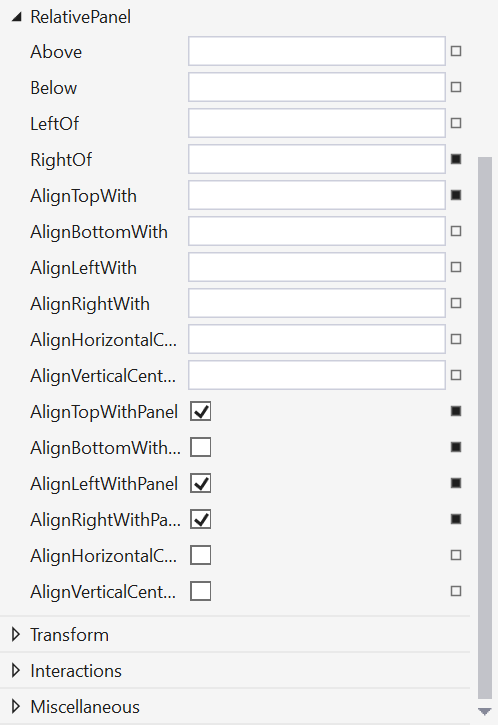 RelativePanel
Above
Below
LeftOf
RightOf
AlignTopWith
AlignBottomWith
AlignLeftWith
AlignRightWith
AlignHorizontalC...
AlignVerticalCent...
AlignTopWithPanel
AlignBottomWith...
AlignLeftWithPanel
AlignRightWithPa...
AlignHorizontalC...
AlignVerticalCent...
Transform
Interactions
Miscellaneous